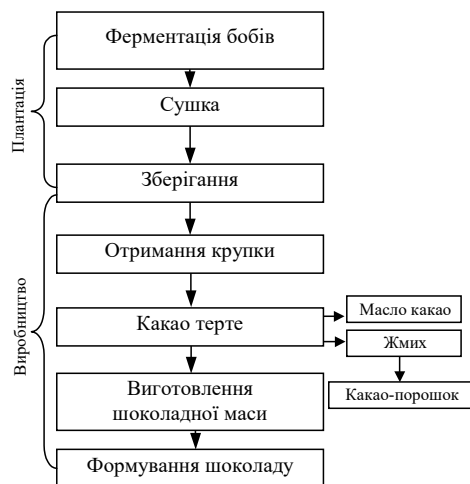 Ферментація бобів
Сушка
Зберігання
Плантація
Отримання крупки
Какао терте
Масло какао
Жмих
Какао-порошок
Виготовлення
шоколадної маси
Формування шоколаду
Виробництво